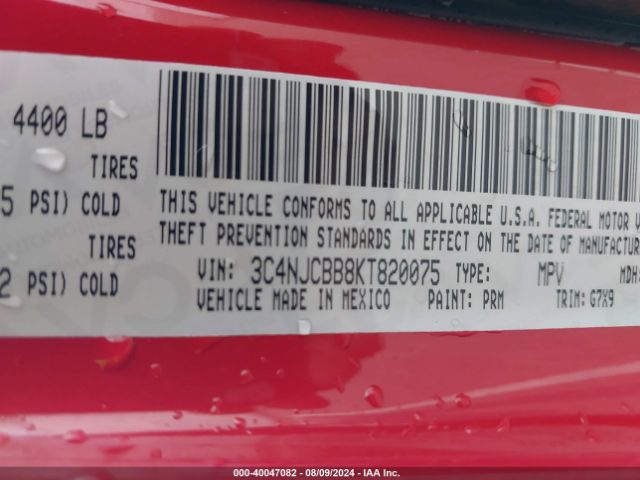 4400 LB
TIRES
5 PSI) COLD
TIRES
2 PSI) COLD
THIS VEHICLE CONFORMS TO ALL APPLICABLE U.S.A. FEDERAL MOTOR V
THEFT PREVENTION STANDARDS IN EFFECT ON THE DATE OF MANUFACTUR
VIN: 3C4NJCBB8KT820075 TYPE: MPV MDH:
VEHICLE MADE IN MEXICO PAINT: PRM TRIM: G7X9
000-40047082 - 08/09/2024 - IAA Inc.